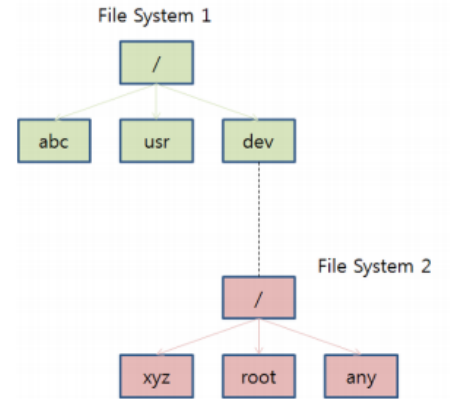 File System 1
/
abc usr dev
File System 2
/
xyz root any